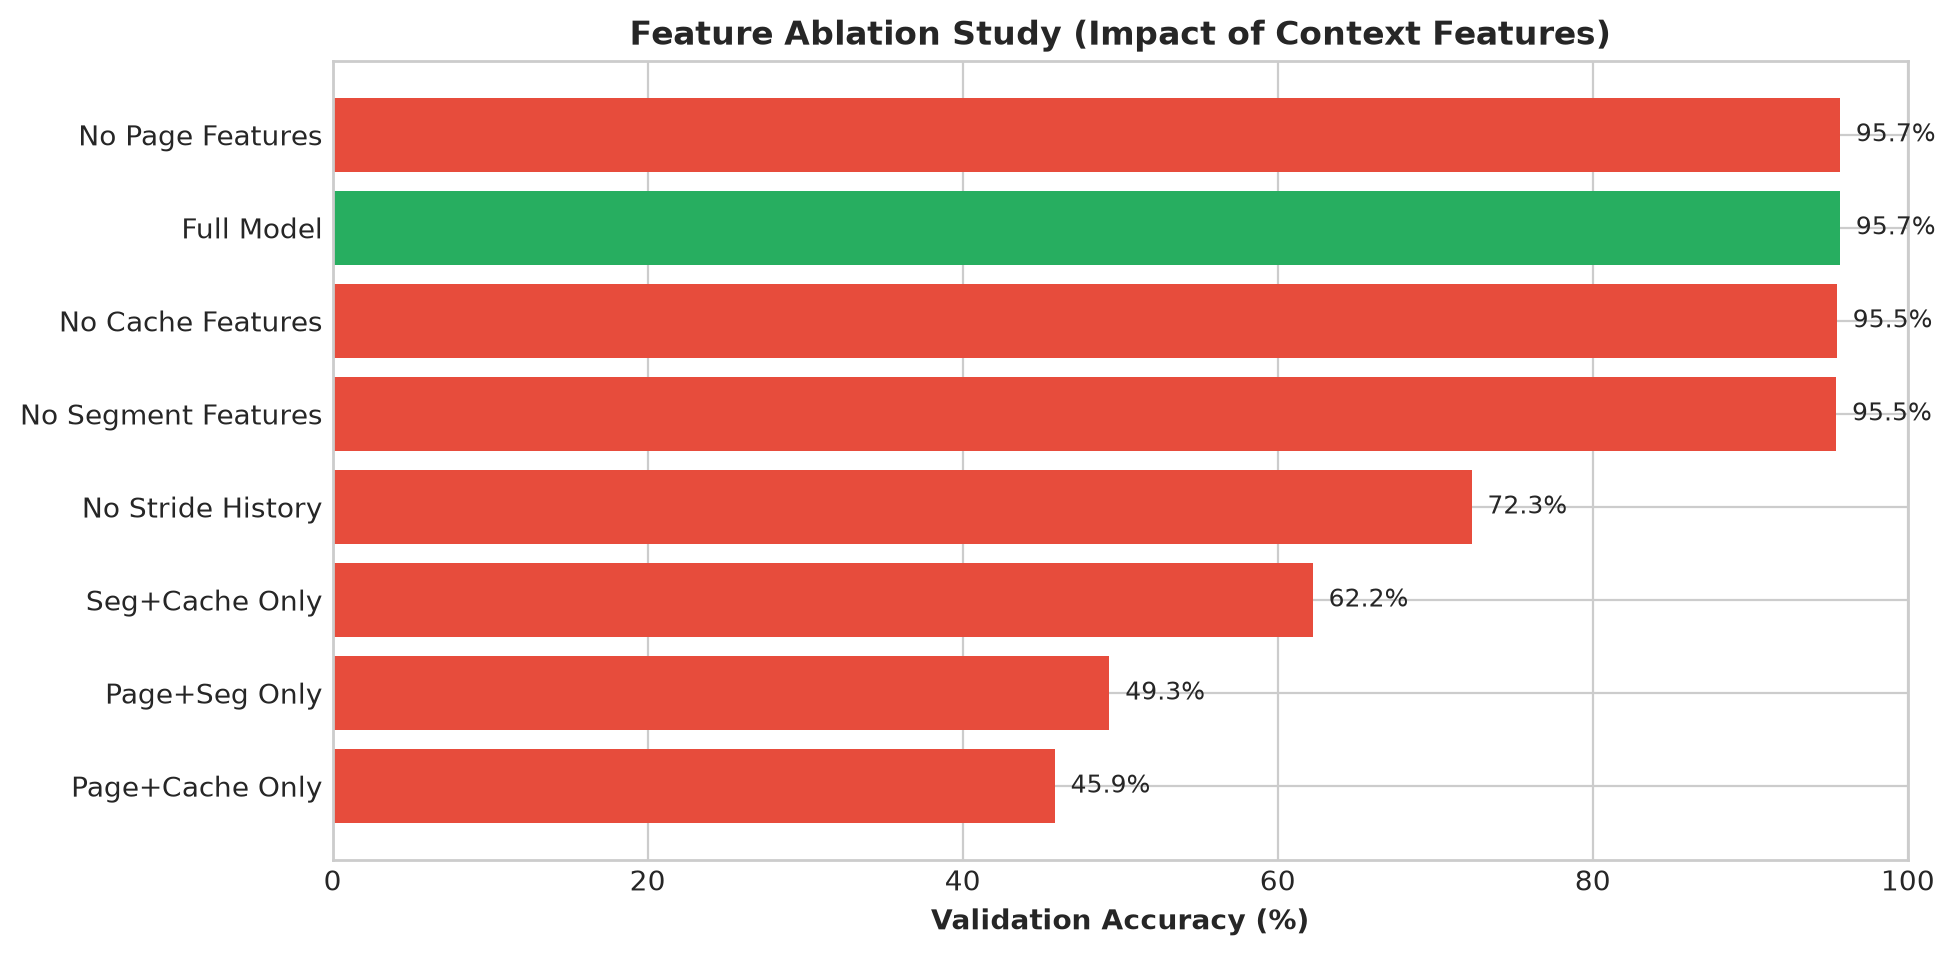 Feature Ablation Study (Impact of Context Features)
No Page Features 95.7%
Full Model 95.7%
No Cache Features 95.5%
No Segment Features 95.5%
No Stride History 72.3%
Seg+Cache Only 62.2%
Page+Seg Only 49.3%
Page+Cache Only 45.9%
0 20 40 60 80 100
Validation Accuracy (%)